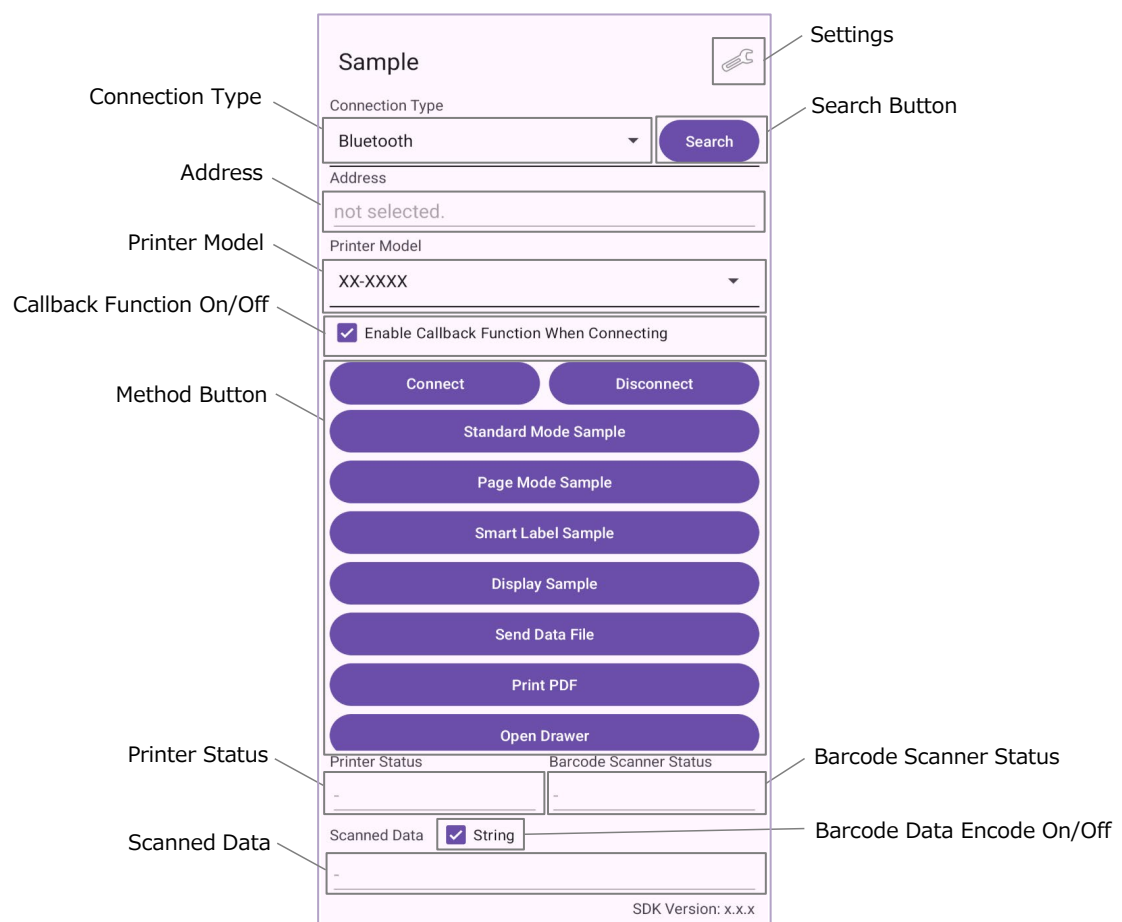 Settings
Sample
Connection Type
Connection Type
Search Button
Bluetooth
Search
Address
Address
not selected.
Printer Model
Printer Model
XX-XXXX
Callback Function On/Off
Enable Callback Function When Connecting
Method Button
Connect
Disconnect
Standard Mode Sample
Page Mode Sample
Smart Label Sample
Display Sample
Send Data File
Print PDF
Open Drawer
Printer Status
Printer Status
Barcode Scanner Status
Barcode Scanner Status
-
-
Scanned Data
String
Barcode Data Encode On/Off
Scanned Data
-
SDK Version: x.x.x